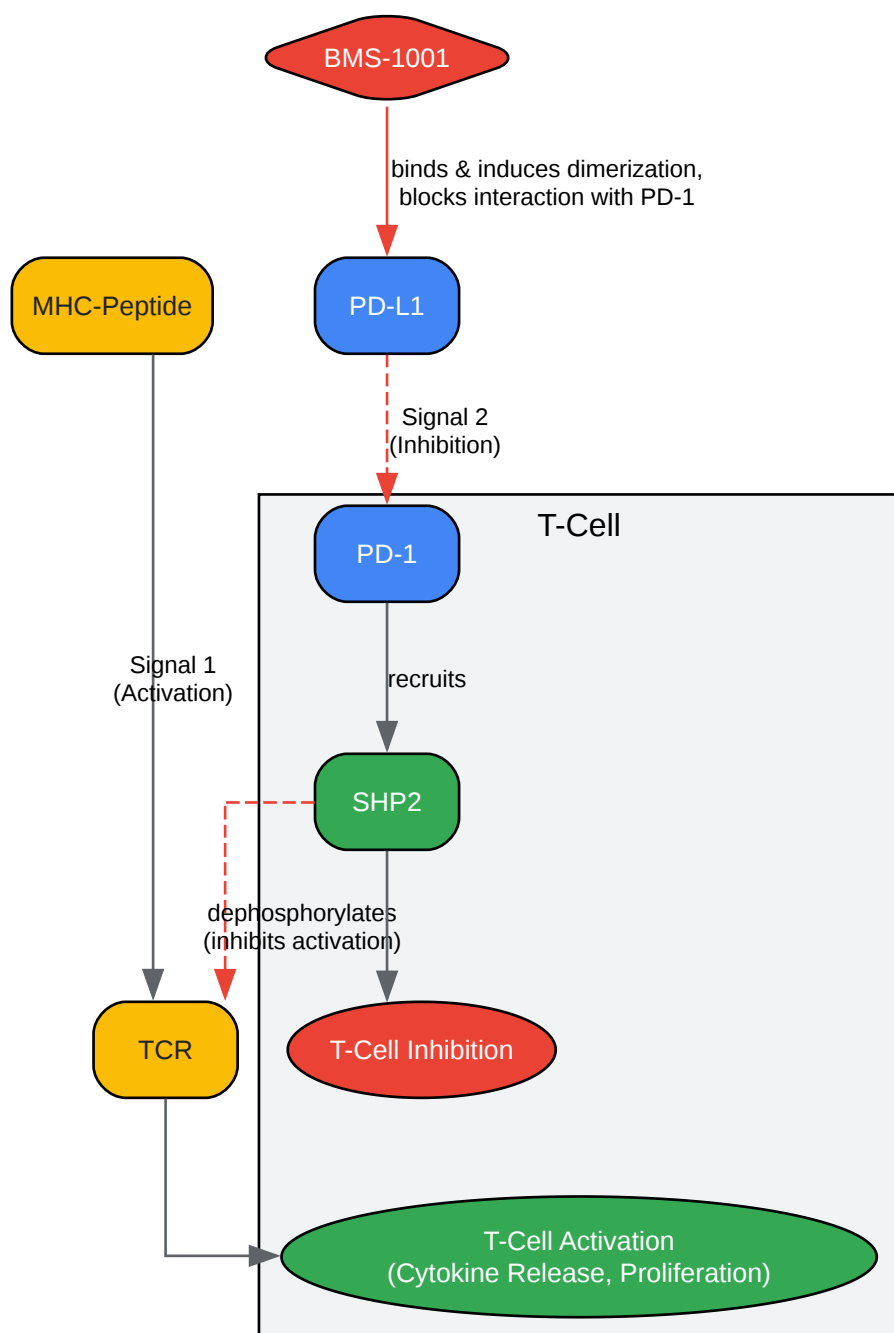 BMS-1001
binds & induces dimerization,
blocks interaction with PD-1
MHC-Peptide
PD-L1
Signal 2
(Inhibition)
T-Cell
PD-1
Signal 1
(Activation)
recruits
SHP2
dephosphorylates
(inhibits activation)
TCR
T-Cell Inhibition
T-Cell Activation
(Cytokine Release, Proliferation)